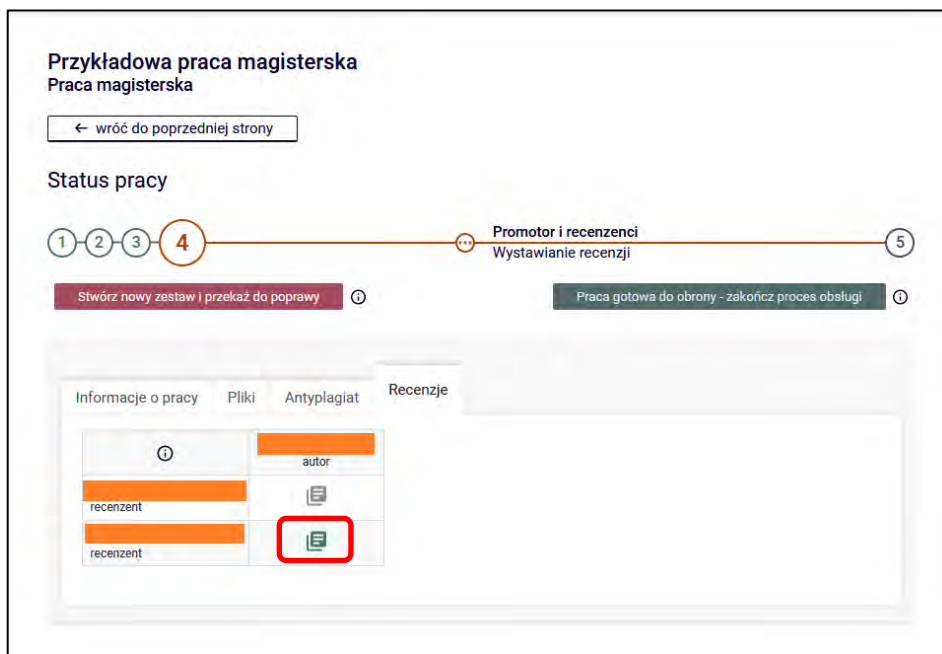 Przykładowa praca magisterska
Praca magisterska
← wróć do poprzedniej strony
Status pracy
1 2 3 4 Promotor i recenzenci 5
Wystawianie recenzji
Stwórz nowy zestaw i przekaż do poprawy Praca gotowa do obrony - zakończ proces obsługi
Informacje o pracy Pliki Antyplagiat Recenzje
autor
recenzent
recenzent